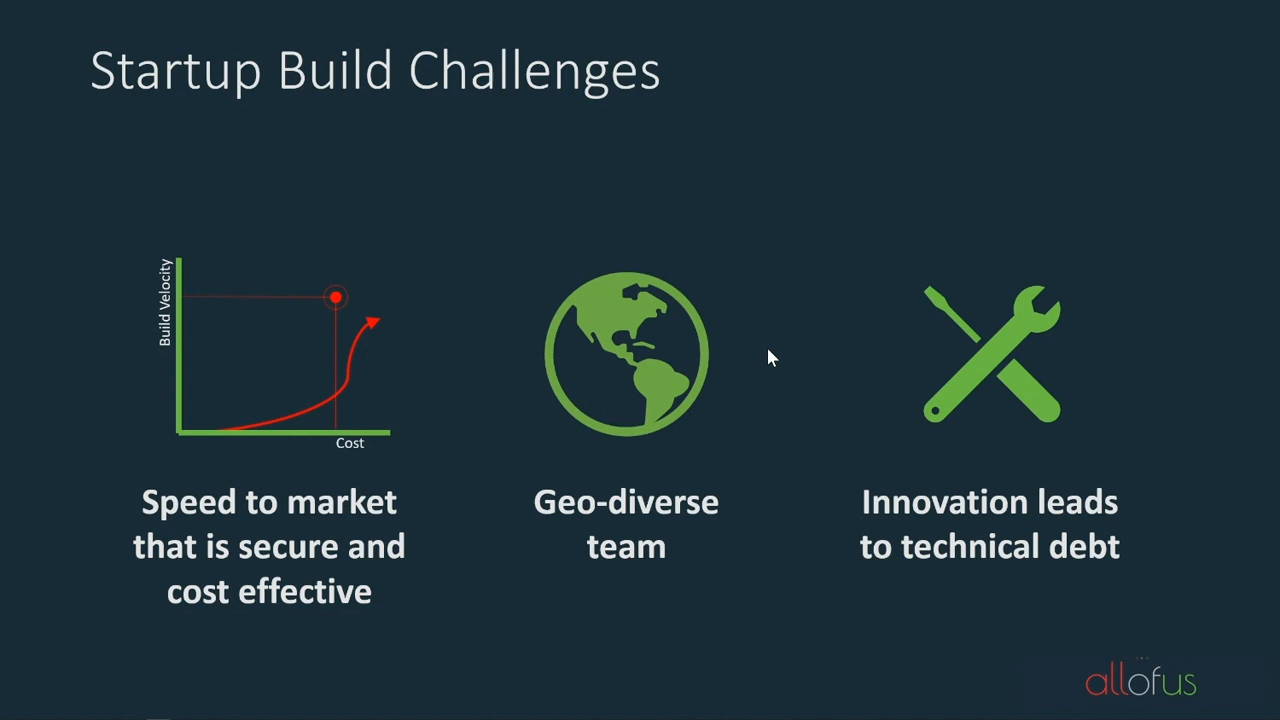 Startup Build Challenges
Build Velocity
Cost
Speed to market
that is secure and
cost effective
Geo-diverse
team
Innovation leads
to technical debt
allofus